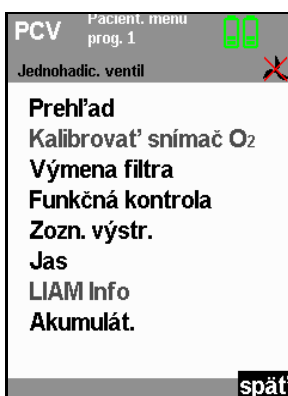 PCV
Pacient. menu
prog. 1
Jednohadic. ventil
Prehľad
Kalibrovať snímač O₂
Výmena filtra
Funkčná kontrola
Zozn. výstr.
Jas
LIAM Info
Akumulát.
späť